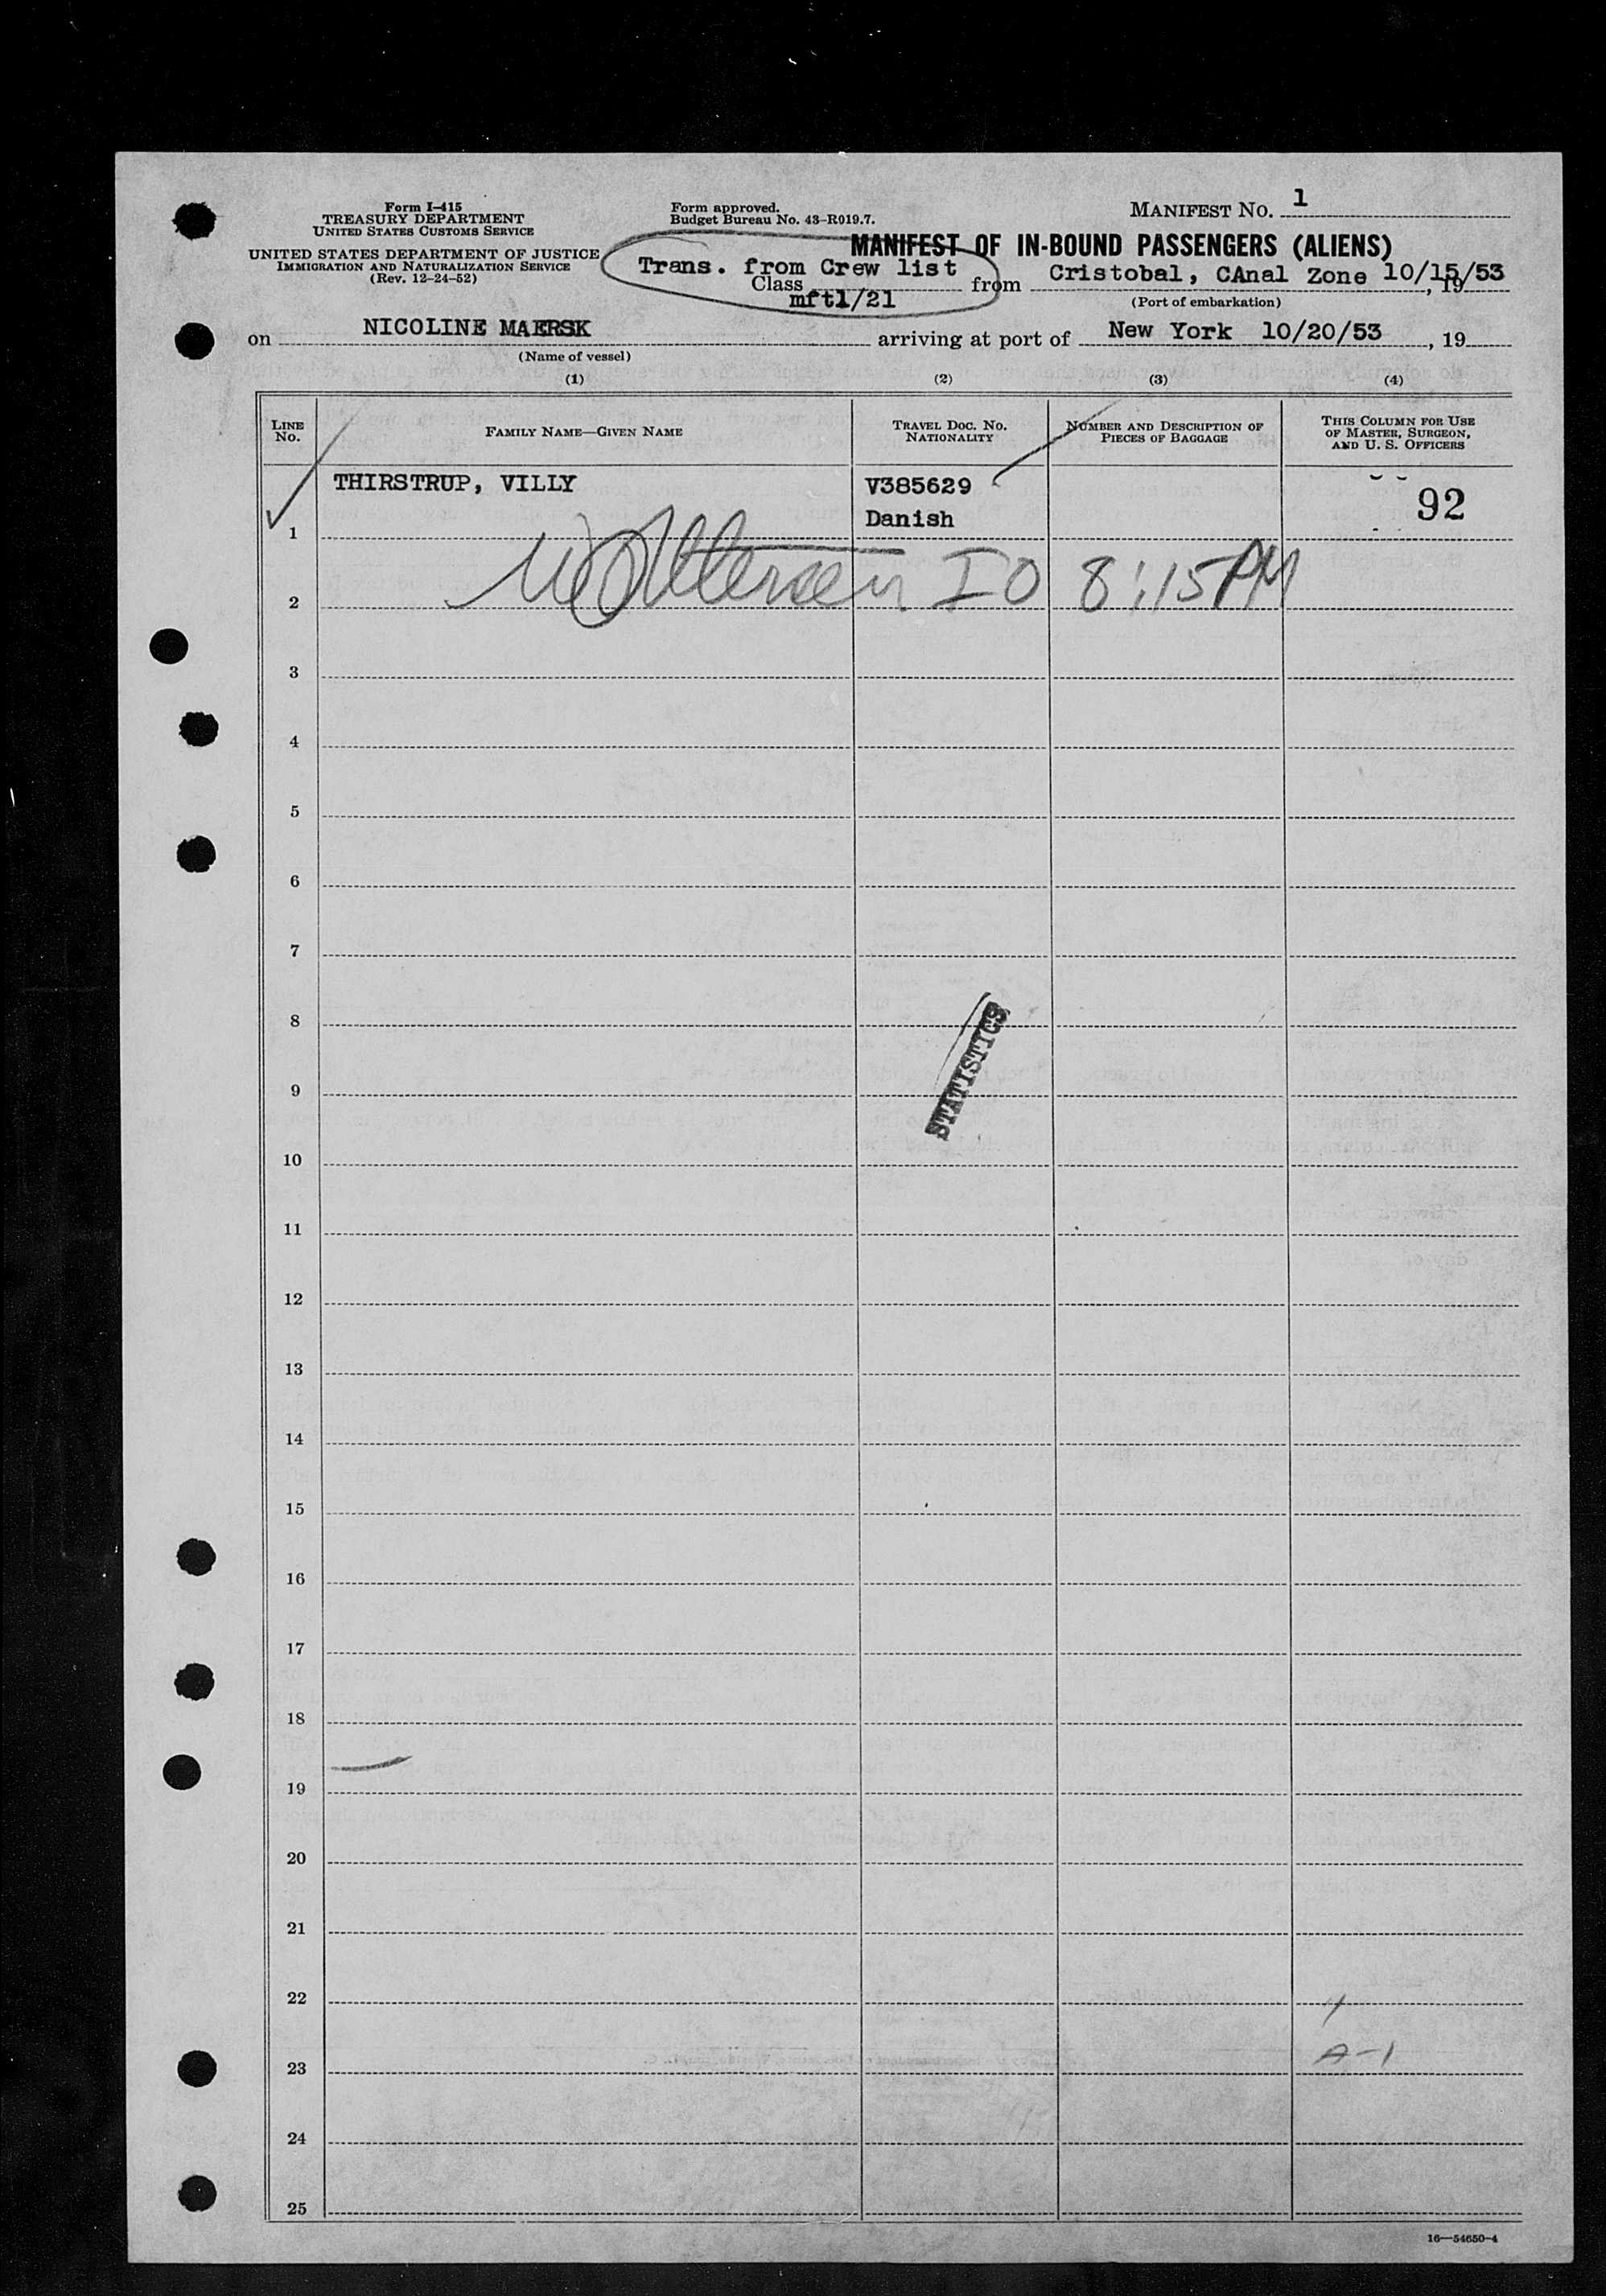 Form I-415
TREASURY DEPARTMENT
UNITED STATES CUSTOMS SERVICE
UNITED STATES DEPARTMENT OF JUSTICE
IMMIGRATION AND NATURALIZATION SERVICE
(Rev. 12-24-52)
Form approved.
Budget Bureau No. 43-R019.7.
MANIFEST NO. 1
MANIFEST OF IN-BOUND PASSENGERS (ALIENS)
Trans. from Crew list
Class from Cristobal, CAnal Zone 10/15/53, 19
mft1/21
(Port of embarkation)
on NICOLINE MAERSK arriving at port of New York 10/20/53, 19
(Name of vessel)
(1) (2) (3) (4)
LINE NO.
FAMILY NAME—GIVEN NAME
TRAVEL DOC. NO. NATIONALITY
NUMBER AND DESCRIPTION OF PIECES OF BAGGAGE
THIS COLUMN FOR USE OF MASTER, SURGEON, AND U. S. OFFICERS
THIRSTRUP, VILLY V385629
Danish 92
1
IO 8:15 PM
2
3
4
5
6
7
8
STATISTICS
9
10
11
12
13
14
15
16
17
18
19
20
21
22
A-1
23
24
25
16—54650-4